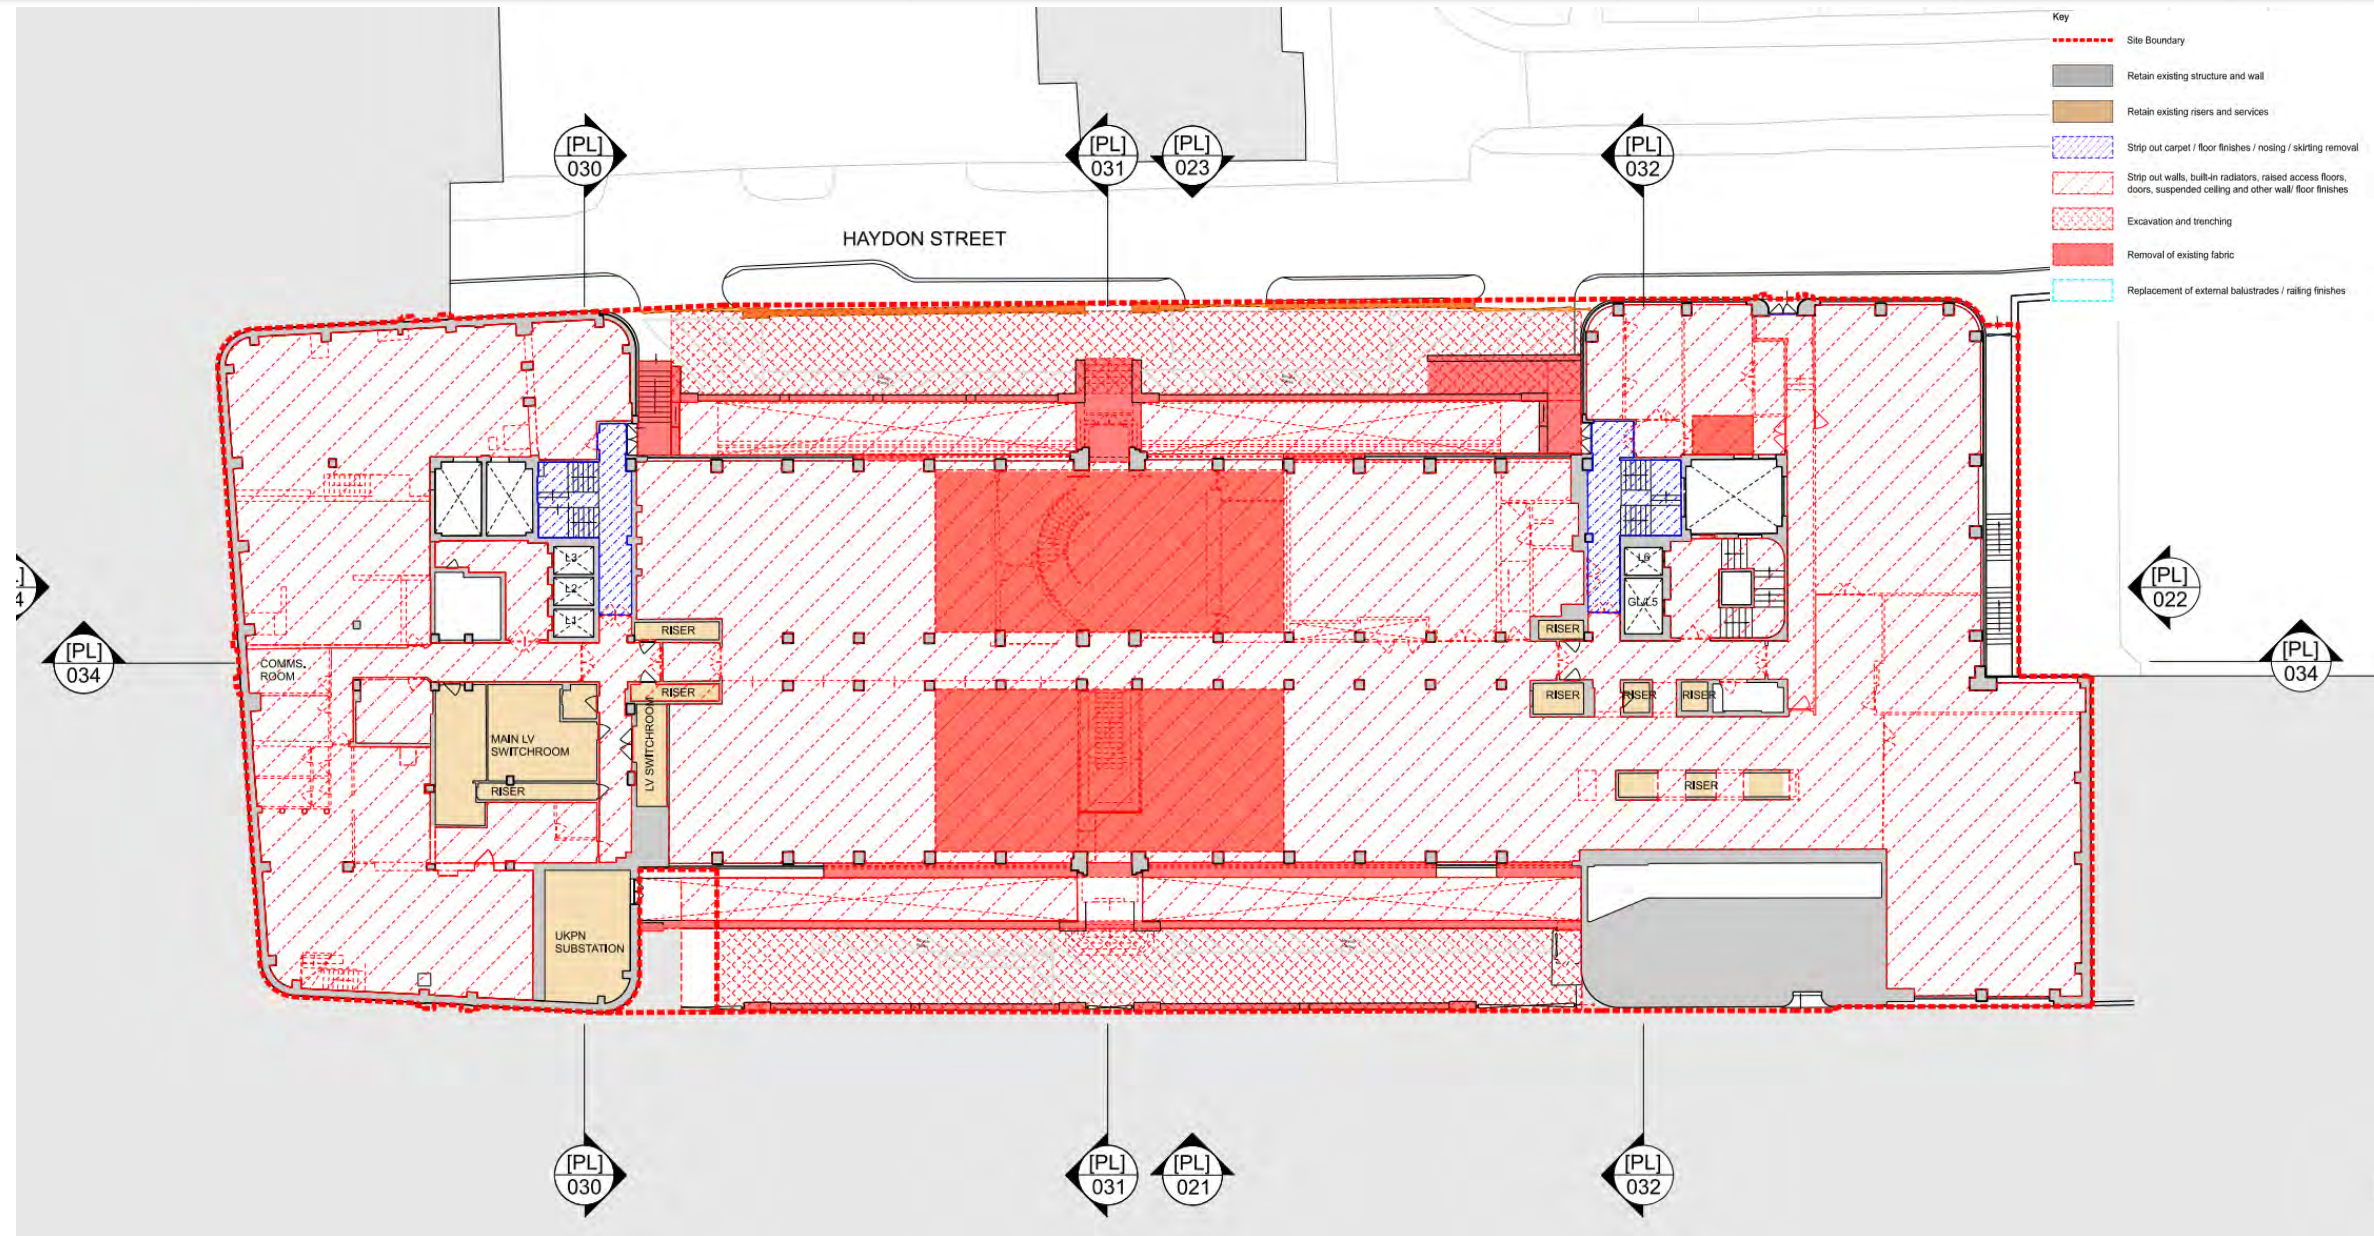 Key
Site Boundary
Retain existing structure and wall
Retain existing risers and services
Strip out carpet / floor finishes / nosing / skirting removal
Strip out walls, built-in radiators, raised access floors,
doors, suspended ceiling and other wall/ floor finishes
Excavation and trenching
Removal of existing fabric
Replacement of external balustrades / railing finishes
[PL]
030
[PL]
031
[PL]
023
[PL]
032
HAYDON STREET
L3
L2
L1
L6
GL/L5
RISER
RISER
[PL]
022
4
[PL]
034
COMMS.
ROOM
[PL]
034
RISER
RISER
RISER
RISER
MAIN LV
SWITCHROOM
LV SWITCHROOM
RISER
RISER
UKPN
SUBSTATION
[PL]
030
[PL]
031
[PL]
021
[PL]
032